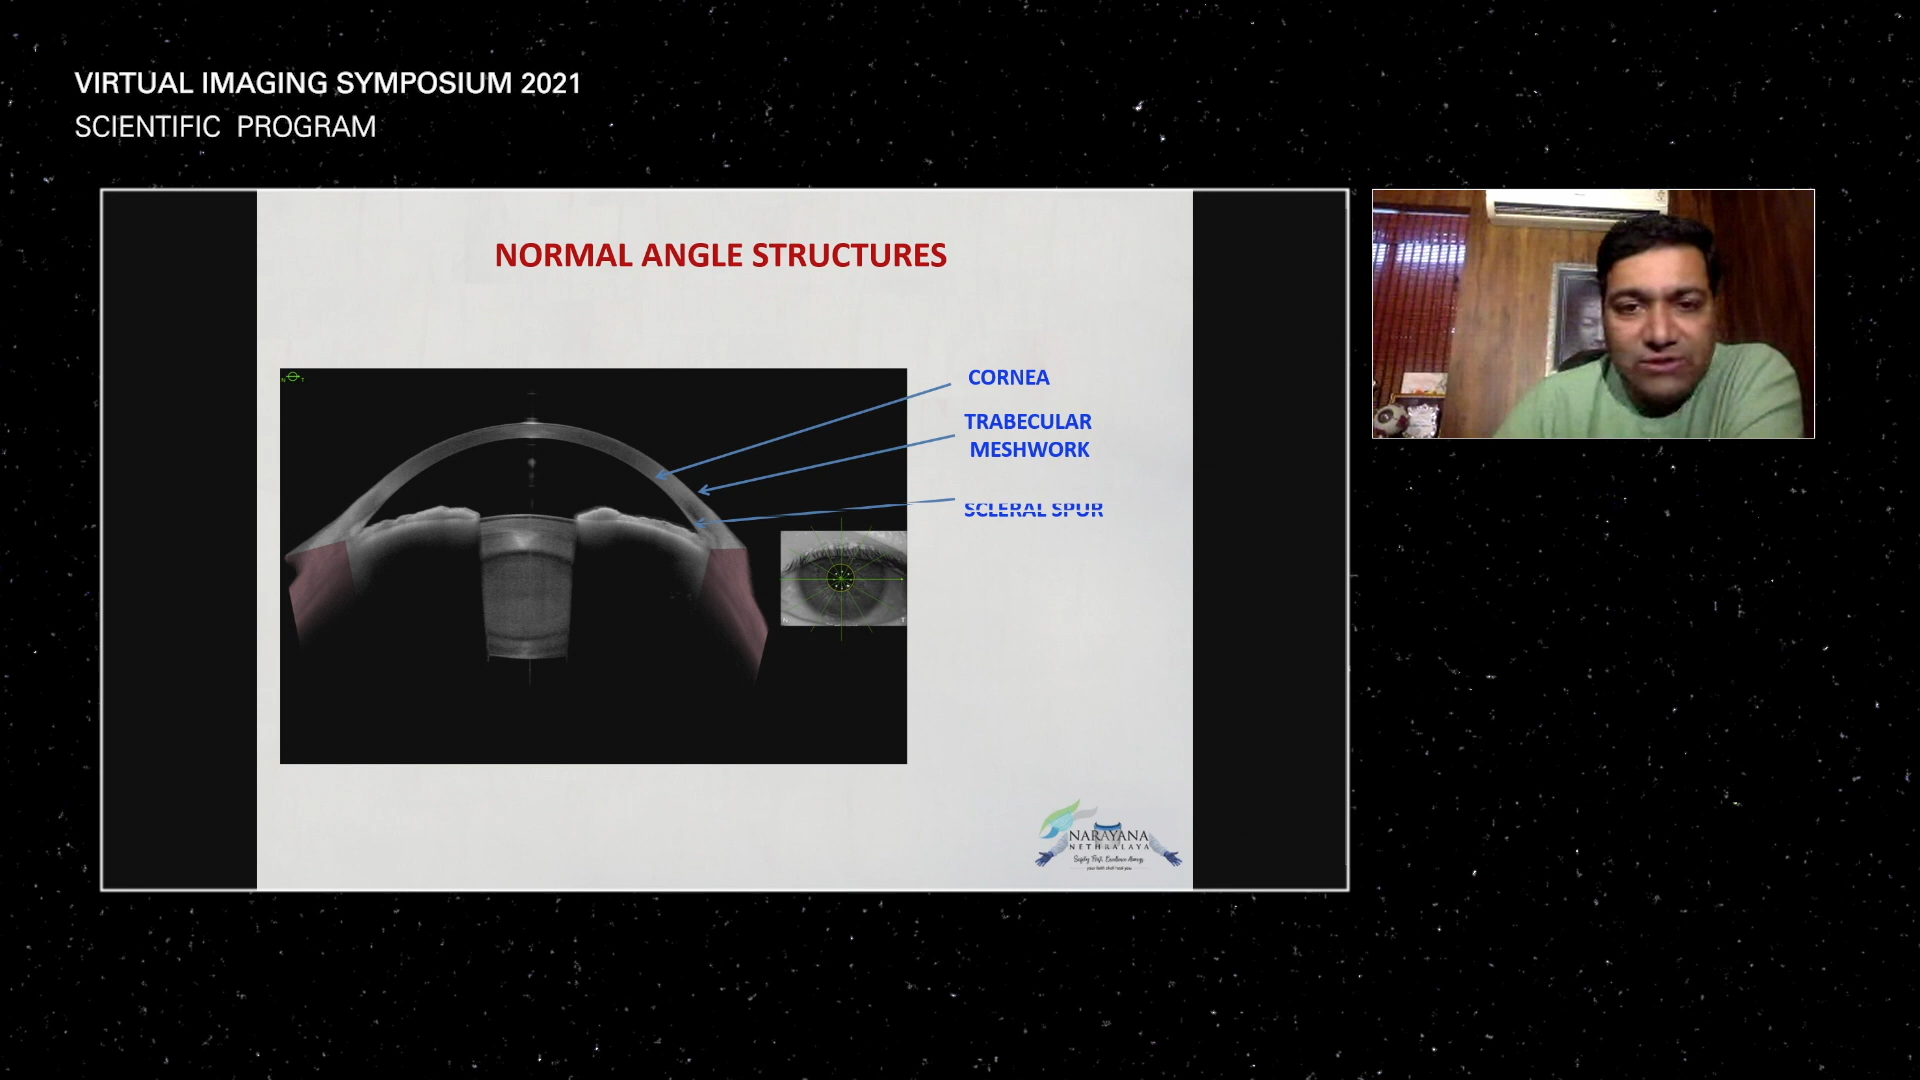 VIRTUAL IMAGING SYMPOSIUM 2021
SCIENTIFIC PROGRAM
NORMAL ANGLE STRUCTURES
CORNEA
TRABECULAR
MESHWORK
SCLERAL SPUR
N T
N T
NARAYANA
NETHRALAYA